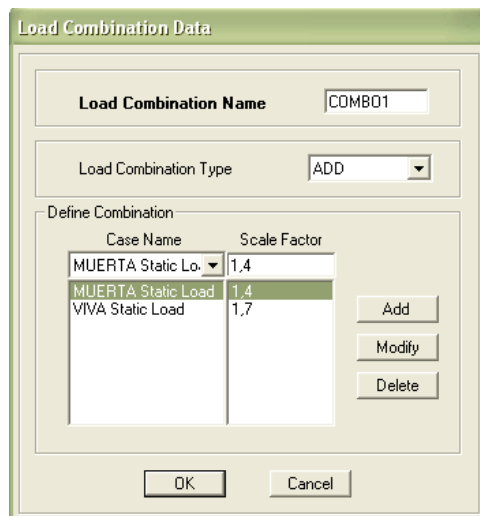 Load Combination Data
Load Combination Name COMBO1
Load Combination Type ADD
Define Combination
Case Name Scale Factor
MUERTA Static Lo. 1,4
MUERTA Static Load 1,4
VIVA Static Load 1,7
Add
Modify
Delete
OK Cancel